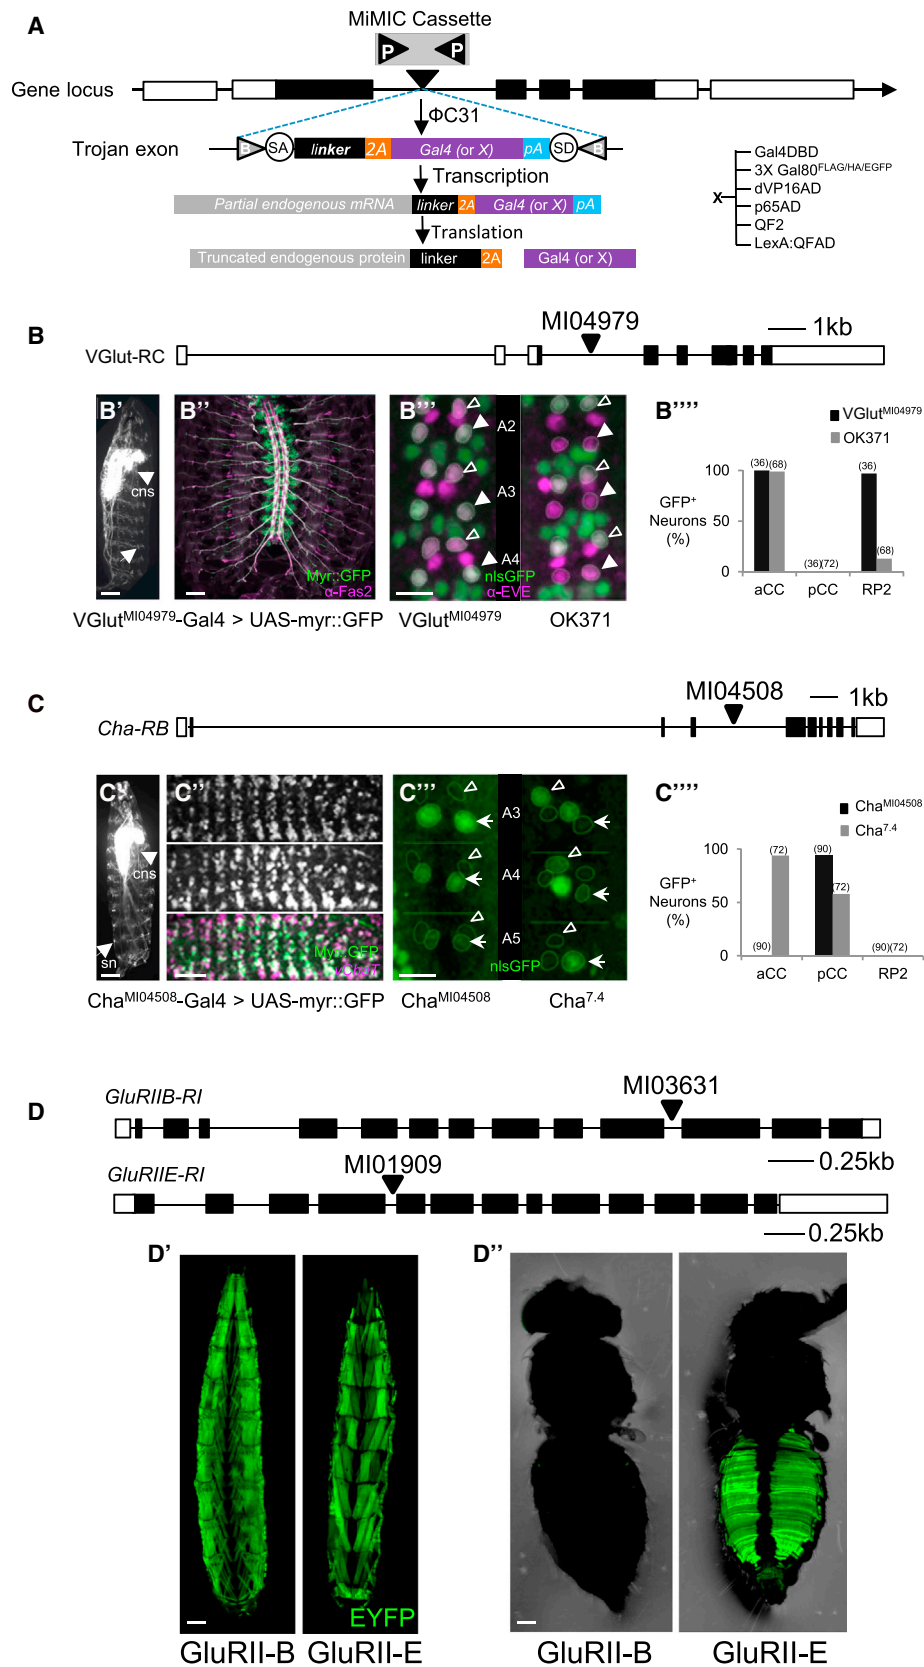 A
MiMIC Cassette
P P
Gene locus
ΦC31
Trojan exon
B SA linker 2A Gal4 (or X) pA SD B
Transcription
Partial endogenous mRNA linker 2A Gal4 (or X) pA
Translation
Truncated endogenous protein linker 2A Gal4 (or X)
X
Gal4DBD
3X Gal80FLAG/HA/EGFP
dVP16AD
p65AD
QF2
LexA:QFAD
B
MI04979
1kb
VGlut-RC
B'
cns
B''
Myr::GFP
α-Fas2
VGlutMI04979-Gal4 > UAS-myr::GFP
B'''
A2
A3
A4
nlsGFP
α-EVE
VGlutMI04979 OK371
B''''
VGlutMI04979
OK371
GFP+
Neurons
(%)
100
50
0
(36) (68)
(36)(72)
(36)
(68)
aCC pCC RP2
C
MI04508
1kb
Cha-RB
C'
cns
sn
C''
Myr::GFP
ChaMI04508-Gal4 > UAS-myr::GFP
C'''
A3
A4
A5
nlsGFP
ChaMI04508 Cha7.4
C''''
ChaMI04508
Cha7.4
GFP+
Neurons
(%)
100
50
0
(90)
(72)
(90)
(72)
(90)(72)
aCC pCC RP2
D
GluRIIB-RI
MI03631
0.25kb
GluRIIE-RI
MI01909
0.25kb
D'
EYFP
GluRII-B GluRII-E
D''
GluRII-B GluRII-E